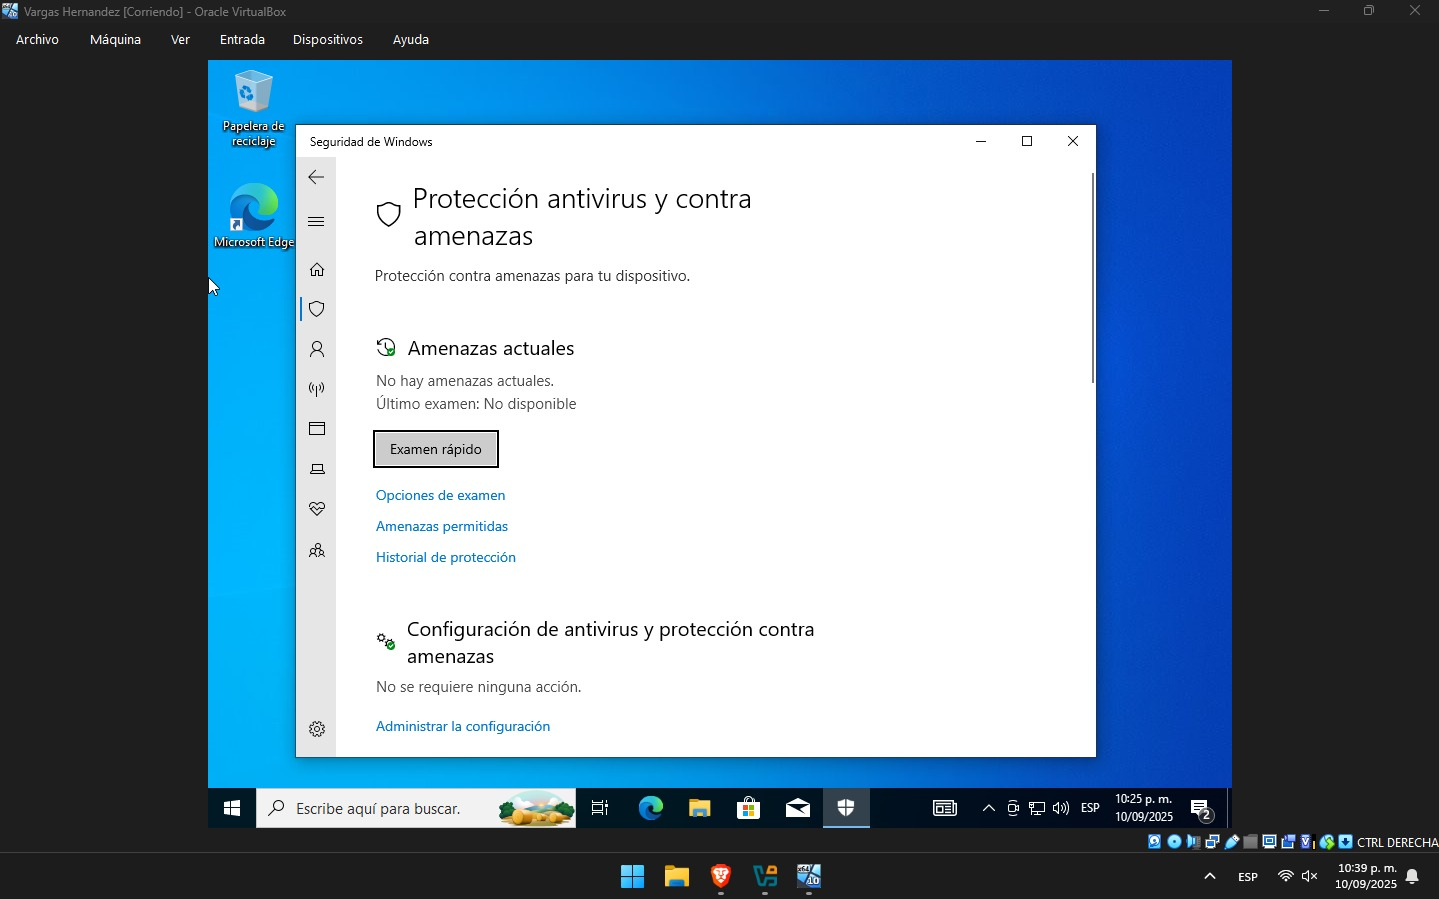 Vargas Hernandez [Corriendo] - Oracle VirtualBox
Archivo Máquina Ver Entrada Dispositivos Ayuda
Papelera de
reciclaje
Microsoft Edge
Seguridad de Windows
Protección antivirus y contra
amenazas
Protección contra amenazas para tu dispositivo.
Amenazas actuales
No hay amenazas actuales.
Último examen: No disponible
Examen rápido
Opciones de examen
Amenazas permitidas
Historial de protección
Configuración de antivirus y protección contra
amenazas
No se requiere ninguna acción.
Administrar la configuración
Escribe aquí para buscar.
ESP
10:25 p. m.
10/09/2025
2
CTRL DERECHA
ESP
10:39 p. m.
10/09/2025